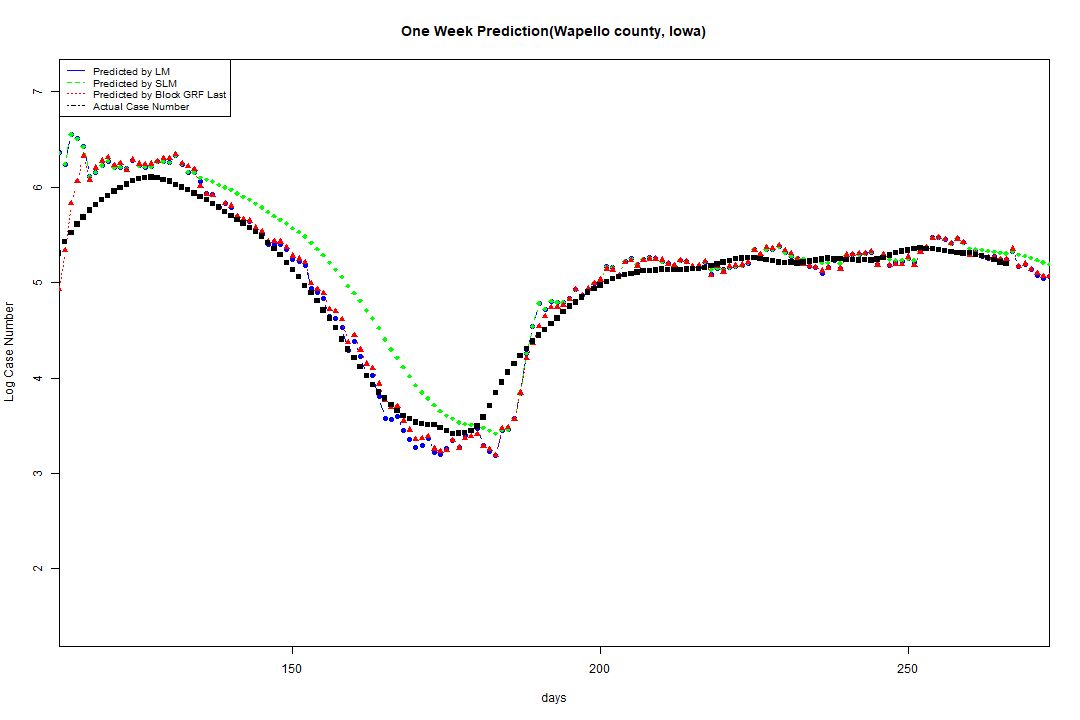 One Week Prediction(Wapello county, Iowa)
Predicted by LM
Predicted by SLM
Predicted by Block GRF Last
Actual Case Number
7
6
5
4
3
2
Log Case Number
150
200
250
days